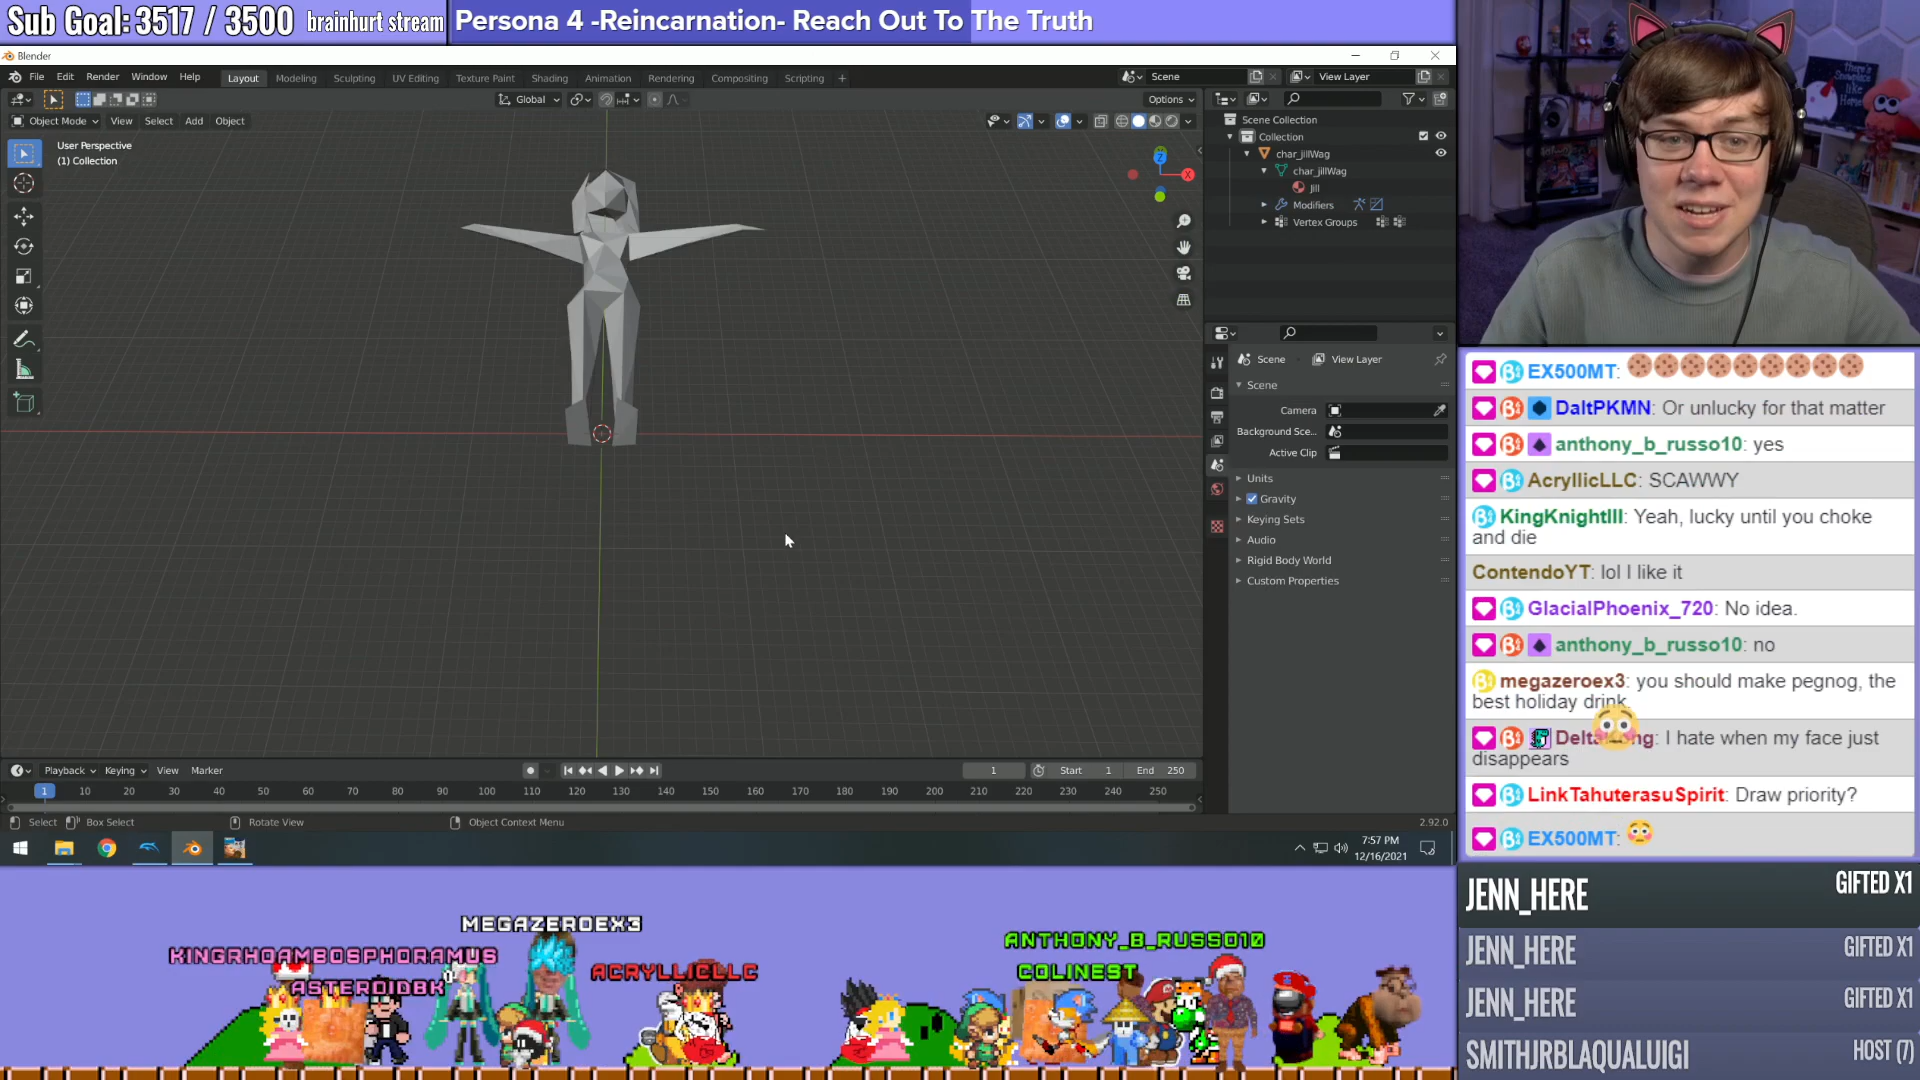 Sub Goal: 3517 / 3500 brainhurt stream
Persona 4 -Reincarnation- Reach Out To The Truth
Blender
File Edit Render Window Help
Layout Modeling Sculpting UV Editing Texture Paint Shading Animation Rendering Compositing Scripting +
Scene
View Layer
Global
Options
Object Mode View Select Add Object
User Perspective
(1) Collection
Z
X
Scene Collection
Collection
char_jillWag
char_jillWag
Jill
Modifiers
Vertex Groups
Scene View Layer
Scene
Camera
Background Sce...
Active Clip
Units
Gravity
Keying Sets
Audio
Rigid Body World
Custom Properties
Playback Keying View Marker
1 Start 1 End 250
1 10 20 30 40 50 60 70 80 90 100 110 120 130 140 150 160 170 180 190 200 210 220 230 240 250
Select Box Select Rotate View Object Context Menu
2.92.0
7:57 PM
12/16/2021
there's
Someplace
like
Home
EX500MT:
DaltPKMN: Or unlucky for that matter
anthony_b_russo10: yes
AcryllicLLC: SCAWWY
KingKnightIII: Yeah, lucky until you choke
and die
ContendoYT: lol I like it
GlacialPhoenix_720: No idea.
anthony_b_russo10: no
megazeroex3: you should make pegnog, the
best holiday drink.
I hate when my face just
disappears
LinkTahuterasuSpirit: Draw priority?
EX500MT:
JENN_HERE GIFTED X1
JENN_HERE GIFTED X1
JENN_HERE GIFTED X1
SMITHJRBLAQUALUIGI HOST (7)
MEGAZEROEX3
KINGRHOAMBOSPHORAMUS
ASTEROIDBK
ACRYLLICLLC
ANTHONY_B_RUSSO10
COLINEST